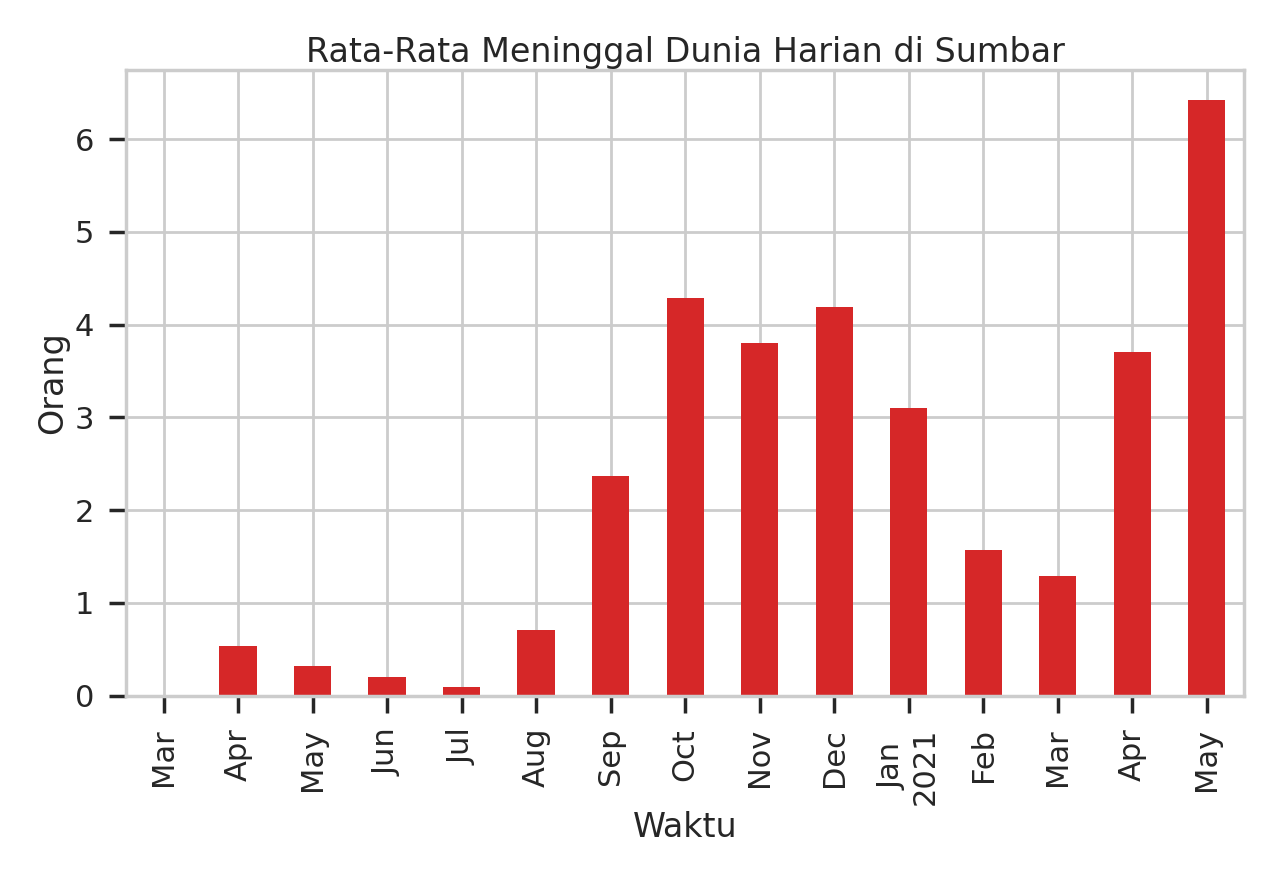 Rata-Rata Meninggal Dunia Harian di Sumbar
Orang
6
5
4
3
2
1
0
Mar
Apr
May
Jun
Jul
Aug
Sep
Oct
Nov
Dec
Jan
2021
Feb
Mar
Apr
May
Waktu